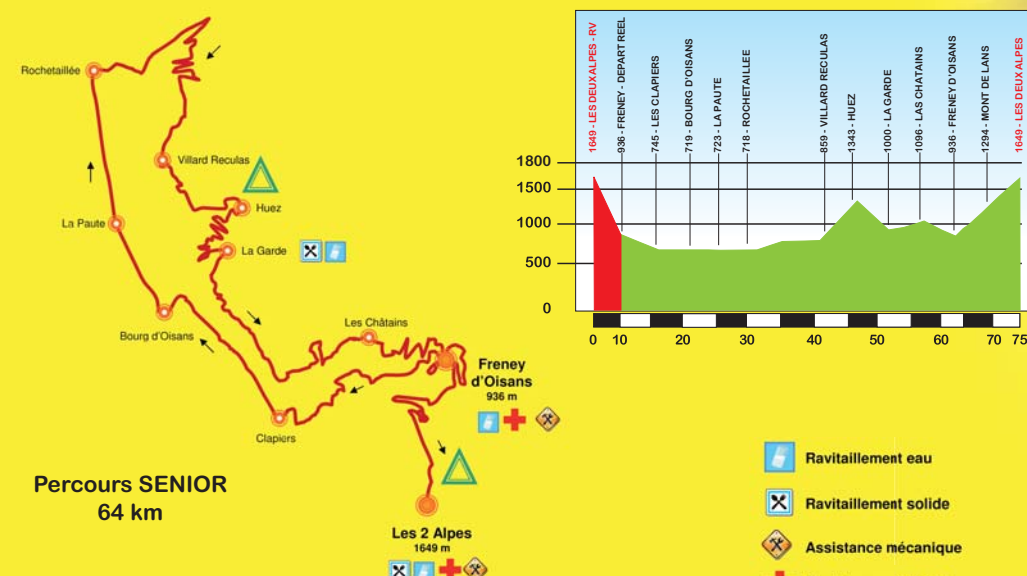 Rochetaillée
Villard Reculas
Huez
La Paute
La Garde
Bourg d'Oisans
Les Châtains
Freney
d'Oisans
936 m
Clapiers
Percours SENIOR
64 km
Les 2 Alpes
1649 m
1649 - LES DEUX ALPES - RV
936 - FRENEY - DEPART REEL
745 - LES CLAPIERS
719 - BOURG D'OISANS
723 - LA PAUTE
718 - ROCHETAILLEE
859 - VILLARD RECULAS
1343 - HUEZ
1000 - LA GARDE
1096 - LAS CHATAINS
936 - FRENEY D'OISANS
1294 - MONT DE LANS
1649 - LES DEUX ALPES
1800
1500
1000
500
0
0 10 20 30 40 50 60 70 75
Ravitaillement eau
Ravitaillement solide
Assistance mécanique